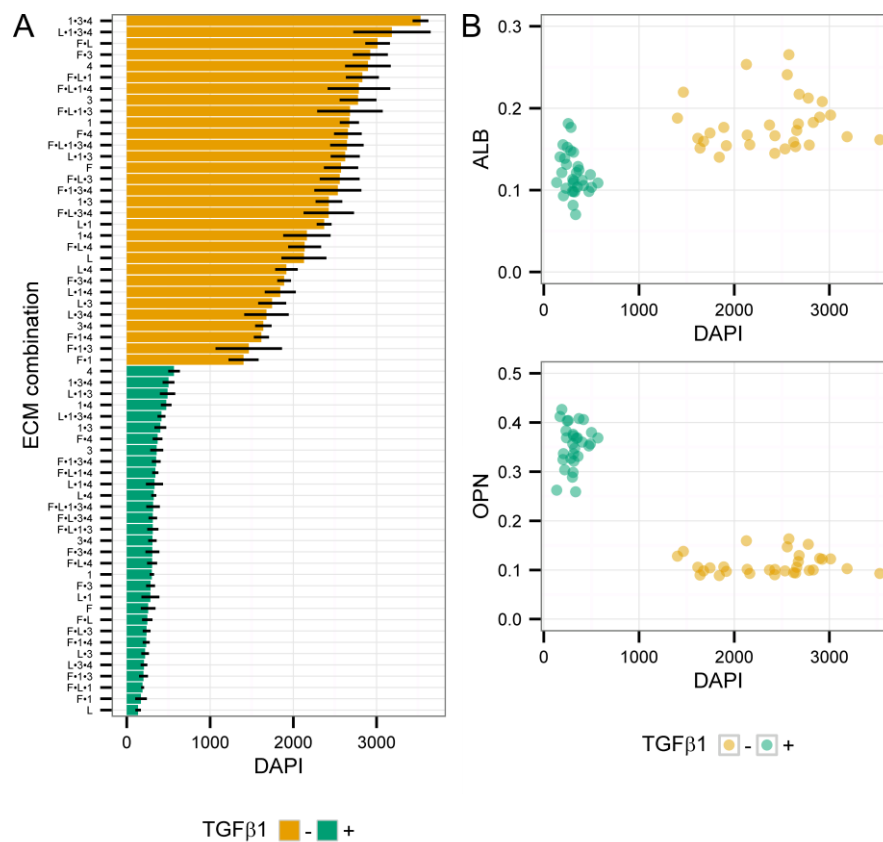 A
ECM combination
1•3•4
L•1•3•4
F•L
F•3
4
F•L•1
F•L•1•4
3
F•L•1•3
1
F•4
F•L•1•3•4
L•1•3
F
F•L•3
F•1•3•4
1•3
F•L•3•4
L•1
1•4
F•L•4
L
L•4
F•3•4
L•1•4
L•3
L•3•4
3•4
F•1•4
F•1•3
F•1
4
1•3•4
L•1•3
1•4
L•1•3•4
1•3
F•4
3
F•1•3•4
F•L•1•4
L•1•4
L•4
F•L•1•3•4
F•L•3•4
F•L•1•3
3•4
F•3•4
F•L•4
1
F•3
L•1
F
F•L
F•L•3
F•1•4
L•3
L•3•4
F•1•3
F•L•1
F•1
L
0 1000 2000 3000
DAPI
TGFβ1 - +
B
ALB
0.3
0.2
0.1
0.0
0 1000 2000 3000
DAPI
OPN
0.5
0.4
0.3
0.2
0.1
0.0
0 1000 2000 3000
DAPI
TGFβ1 - +